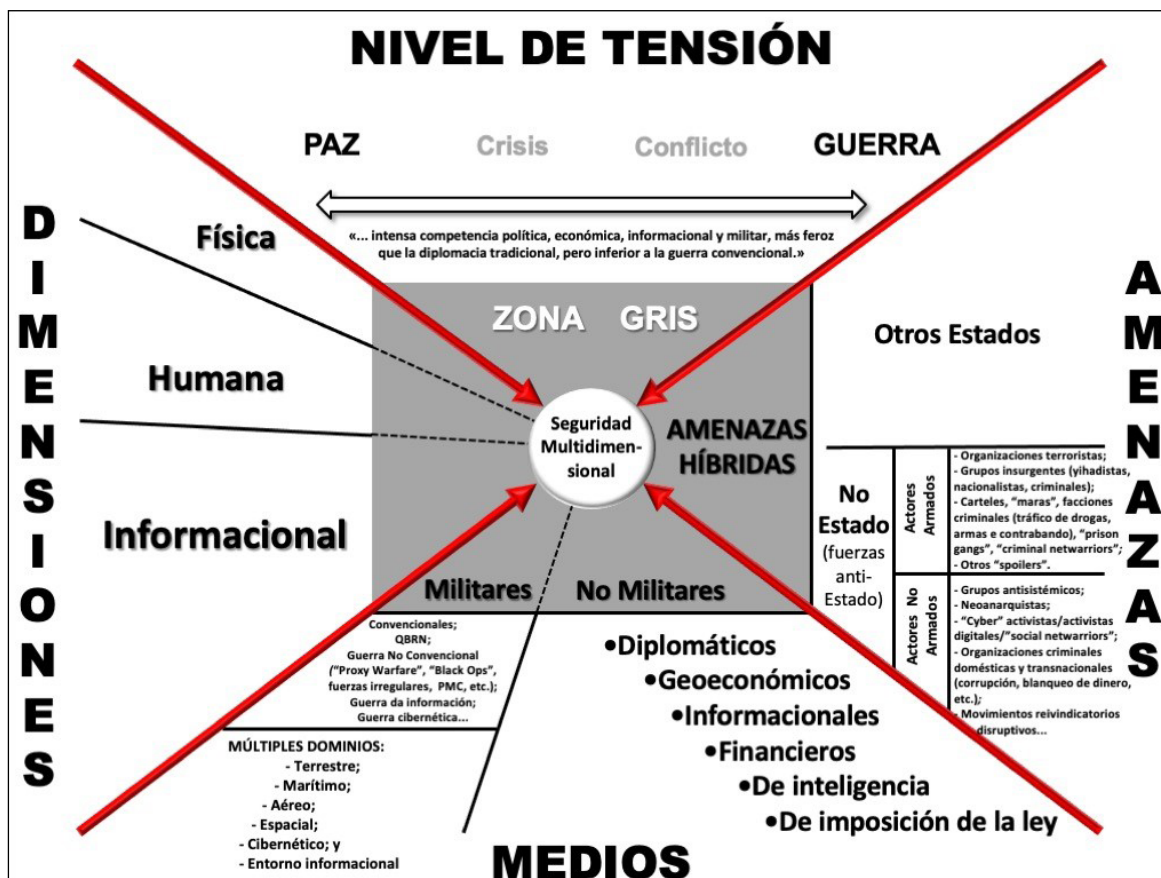 NIVEL DE TENSIÓN
PAZ Crisis Conflicto GUERRA
«... intensa competencia política, económica, informacional y militar, más feroz
que la diplomacia tradicional, pero inferior a la guerra convencional.»
DIMENSIONES
Física
Humana
Informacional
ZONA GRIS
Seguridad
Multidimen-
sional
AMENAZAS
HÍBRIDAS
Militares
No Militares
AMENAZAS
Otros Estados
No
Estado
(fuerzas
anti-
Estado)
Actores
Armados
- Organizaciones terroristas;
- Grupos insurgentes (yihadistas,
nacionalistas, criminales);
- Carteles, “maras”, facciones
criminales (tráfico de drogas,
armas e contrabando), “prison
gangs”, “criminal netwarriors”;
- Otros “spoilers”.
Actores No
Armados
- Grupos antisistémicos;
- Neoanarquistas;
- “Cyber” activistas/activistas
digitales/”social netwarriors”;
- Organizaciones criminales
domésticas y transnacionales
(corrupción, blanqueo de dinero,
etc.);
- Movimientos reivindicatorios
disruptivos...
Convencionales;
QBRN;
Guerra No Convencional
(“Proxy Warfare”, “Black Ops”,
fuerzas irregulares, PMC, etc.);
Guerra da información;
Guerra cibernética...
MÚLTIPLES DOMINIOS:
- Terrestre;
- Marítimo;
- Aéreo;
- Espacial;
- Cibernético; y
- Entorno informacional
•Diplomáticos
•Geoeconómicos
•Informacionales
•Financieros
•De inteligencia
•De imposición de la ley
MEDIOS